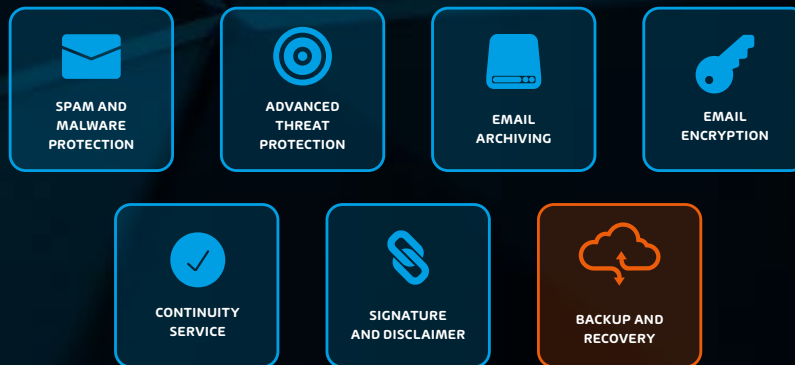 SPAM AND
MALWARE
PROTECTION
ADVANCED
THREAT
PROTECTION
EMAIL
ARCHIVING
EMAIL
ENCRYPTION
CONTINUITY
SERVICE
SIGNATURE
AND DISCLAIMER
BACKUP AND
RECOVERY